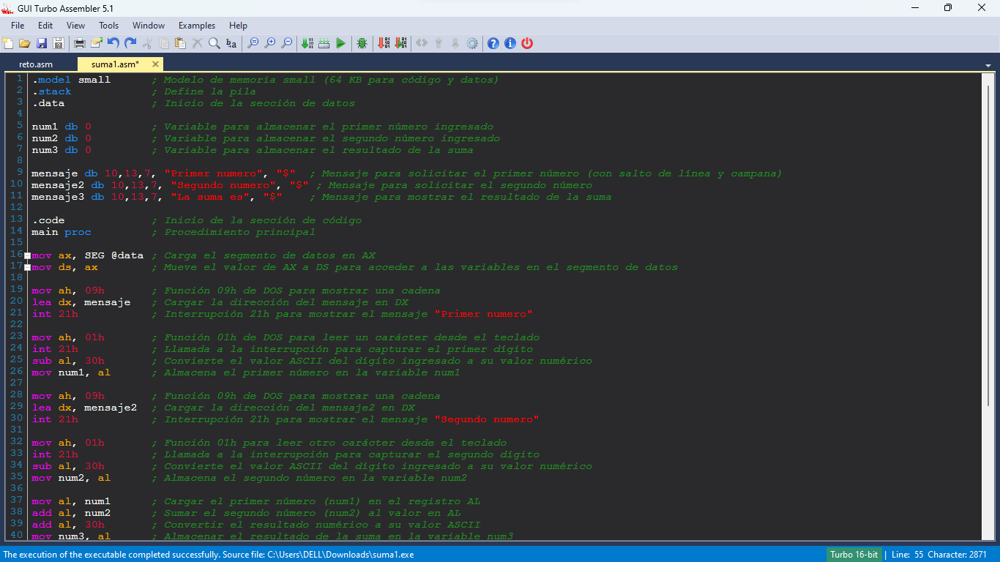 GUI Turbo Assembler 5.1
File Edit View Tools Window Examples Help
reto.asm suma1.asm*
1 .model small ; Modelo de memoria small (64 KB para código y datos)
2 .stack ; Define la pila
3 .data ; Inicio de la sección de datos
4
5 num1 db 0 ; Variable para almacenar el primer número ingresado
6 num2 db 0 ; Variable para almacenar el segundo número ingresado
7 num3 db 0 ; Variable para almacenar el resultado de la suma
8
9 mensaje db 10,13,7, "Primer numero", "$" ; Mensaje para solicitar el primer número (con salto de línea y campana)
10 mensaje2 db 10,13,7, "Segundo numero", "$" ; Mensaje para solicitar el segundo número
11 mensaje3 db 10,13,7, "La suma es", "$" ; Mensaje para mostrar el resultado de la suma
12
13 .code ; Inicio de la sección de código
14 main proc ; Procedimiento principal
15
16 mov ax, SEG @data ; Carga el segmento de datos en AX
17 mov ds, ax ; Mueve el valor de AX a DS para acceder a las variables en el segmento de datos
18
19 mov ah, 09h ; Función 09h de DOS para mostrar una cadena
20 lea dx, mensaje ; Cargar la dirección del mensaje en DX
21 int 21h ; Interrupción 21h para mostrar el mensaje "Primer numero"
22
23 mov ah, 01h ; Función 01h de DOS para leer un carácter desde el teclado
24 int 21h ; Llamada a la interrupción para capturar el primer dígito
25 sub al, 30h ; Convierte el valor ASCII del dígito ingresado a su valor numérico
26 mov num1, al ; Almacena el primer número en la variable num1
27
28 mov ah, 09h ; Función 09h de DOS para mostrar una cadena
29 lea dx, mensaje2 ; Cargar la dirección del mensaje2 en DX
30 int 21h ; Interrupción 21h para mostrar el mensaje "Segundo numero"
31
32 mov ah, 01h ; Función 01h para leer otro carácter desde el teclado
33 int 21h ; Llamada a la interrupción para capturar el segundo dígito
34 sub al, 30h ; Convierte el valor ASCII del dígito ingresado a su valor numérico
35 mov num2, al ; Almacena el segundo número en la variable num2
36
37 mov al, num1 ; Cargar el primer número (num1) en el registro AL
38 add al, num2 ; Sumar el segundo número (num2) al valor en AL
39 add al, 30h ; Convertir el resultado numérico a su valor ASCII
40 mov num3, al ; Almacenar el resultado de la suma en la variable num3
The execution of the executable completed successfully. Source file: C:\Users\DELL\Downloads\suma1.exe Turbo 16-bit | Line: 55 Character: 2871